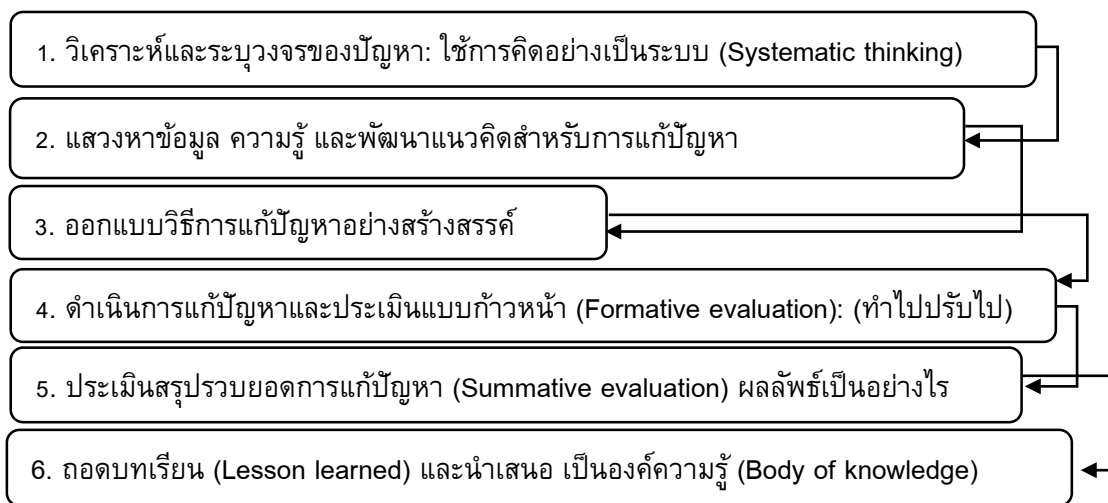 1. วิเคราะห์และระบุวงจรของปัญหา: ใช้การคิดอย่างเป็นระบบ (Systematic thinking)
2. แสวงหาข้อมูล ความรู้ และพัฒนาแนวคิดสำหรับการแก้ปัญหา
3. ออกแบบวิธีการแก้ปัญหาอย่างสร้างสรรค์
4. ดำเนินการแก้ปัญหาและประเมินแบบก้าวหน้า (Formative evaluation): (ทำไปปรับไป)
5. ประเมินสรุปรวบยอดการแก้ปัญหา (Summative evaluation) ผลลัพธ์เป็นอย่างไร
6. ถอดบทเรียน (Lesson learned) และนำเสนอ เป็นองค์ความรู้ (Body of knowledge)